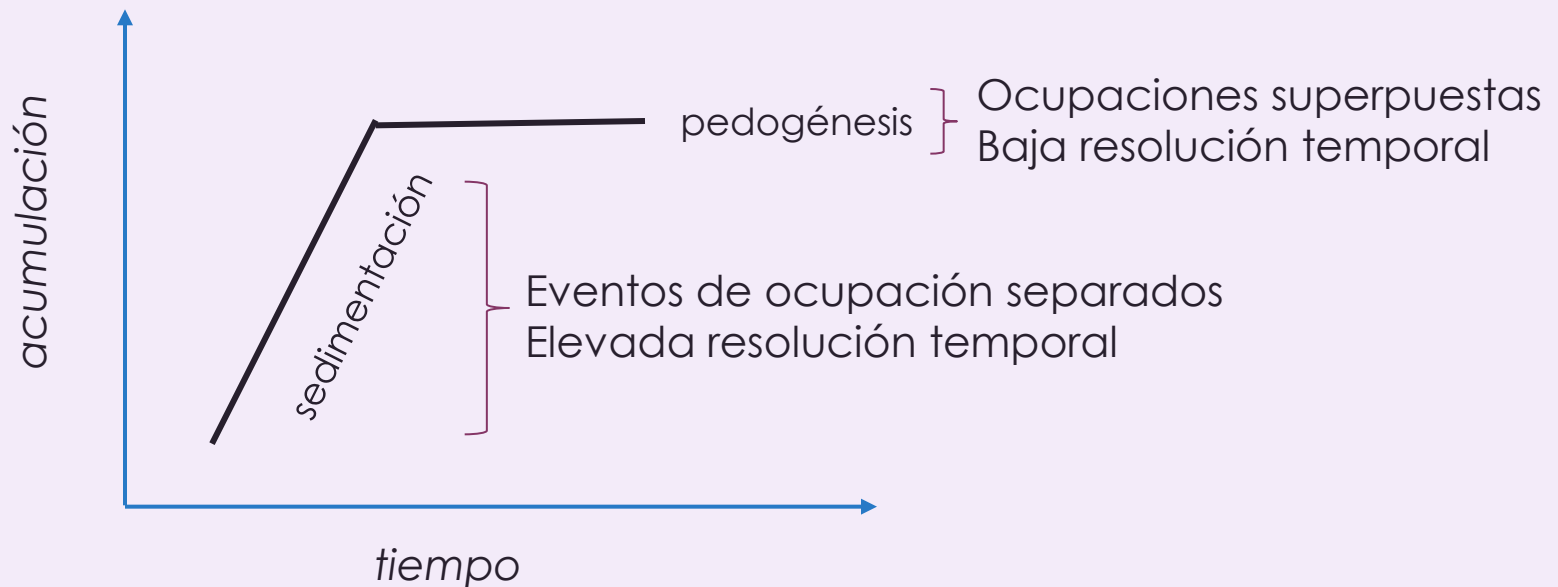 acumulación
pedogénesis
Ocupaciones superpuestas
Baja resolución temporal
sedimentación
Eventos de ocupación separados
Elevada resolución temporal
tiempo